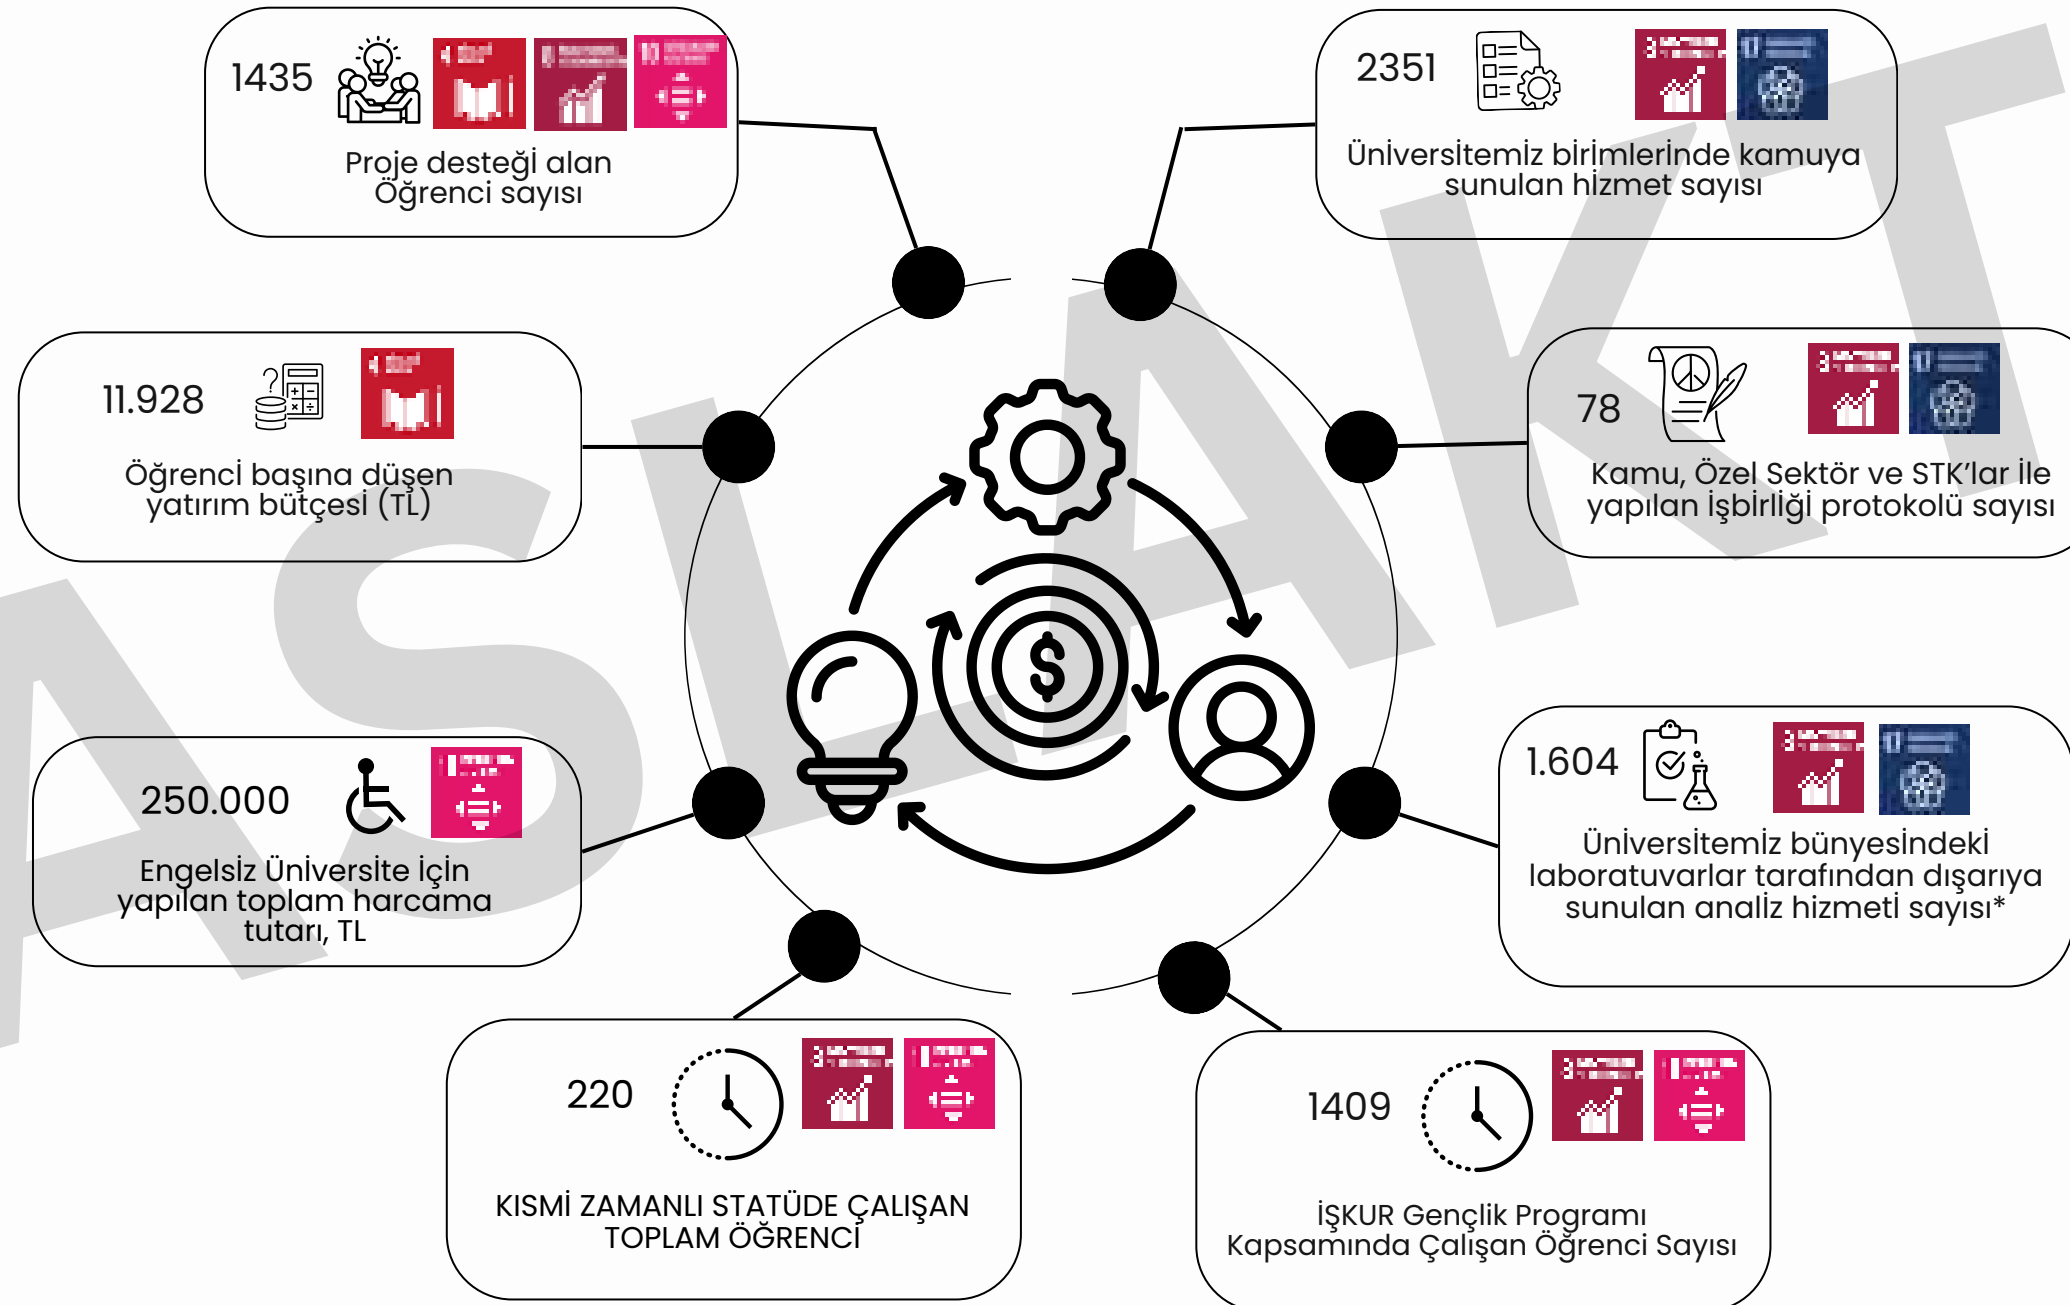 1435
Proje desteği alan
Öğrenci sayısı
2351
Üniversitemiz birimlerinde kamuya
sunulan hizmet sayısı
11.928
Öğrenci başına düşen
yatırım bütçesi (TL)
78
Kamu, Özel Sektör ve STK'lar İle
yapılan İşbirliği protokolü sayısı
250.000
Engelsiz Üniversite İçin
yapılan toplam harcama
tutarı, TL
1.604
Üniversitemiz bünyesindeki
laboratuvarlar tarafından dışarıya
sunulan analiz hizmeti sayısı*
220
KISMİ ZAMANLI STATÜDE ÇALIŞAN
TOPLAM ÖĞRENCİ
1409
İŞKUR Gençlik Programı
Kapsamında Çalışan Öğrenci Sayısı
$
ASLAKT